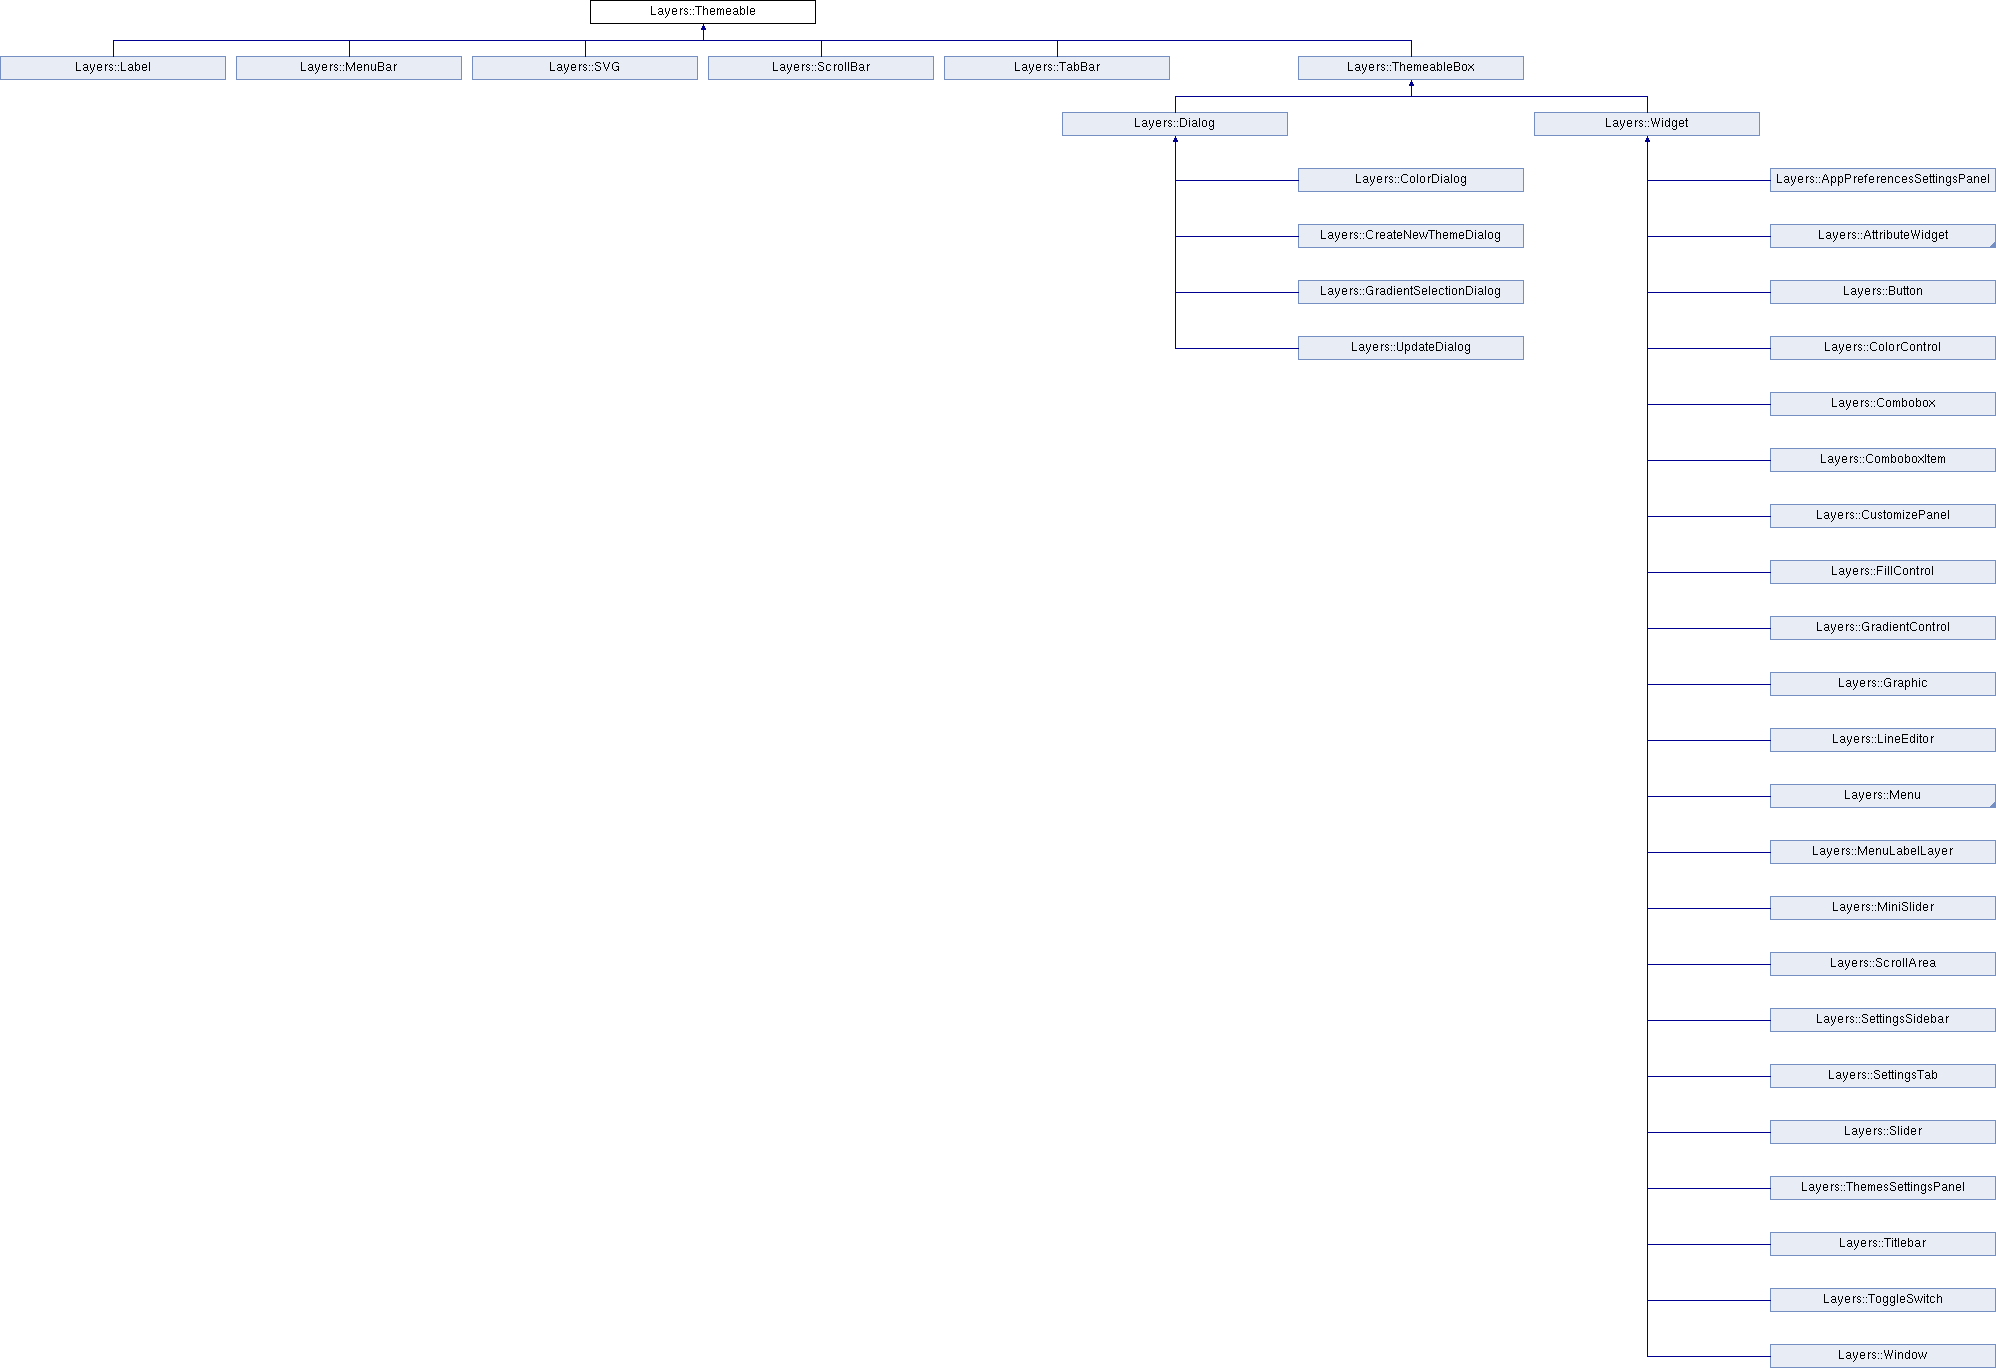 Layers::Themeable
Layers::Label
Layers::MenuBar
Layers::SVG
Layers::ScrollBar
Layers::TabBar
Layers::ThemeableBox
Layers::Dialog
Layers::Widget
Layers::ColorDialog
Layers::AppPreferencesSettingsPanel
Layers::CreateNewThemeDialog
Layers::AttributeWidget
Layers::GradientSelectionDialog
Layers::Button
Layers::UpdateDialog
Layers::ColorControl
Layers::Combobox
Layers::ComboboxItem
Layers::CustomizePanel
Layers::FillControl
Layers::GradientControl
Layers::Graphic
Layers::LineEditor
Layers::Menu
Layers::MenuLabelLayer
Layers::MiniSlider
Layers::ScrollArea
Layers::SettingsSidebar
Layers::SettingsTab
Layers::Slider
Layers::ThemesSettingsPanel
Layers::Titlebar
Layers::ToggleSwitch
Layers::Window